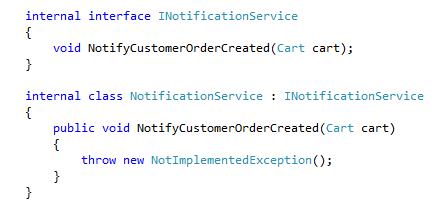 internal interface INotificationService
{
    void NotifyCustomerOrderCreated(Cart cart);
}
internal class NotificationService : INotificationService
{
    public void NotifyCustomerOrderCreated(Cart cart)
    {
        throw new NotImplementedException();
    }
}